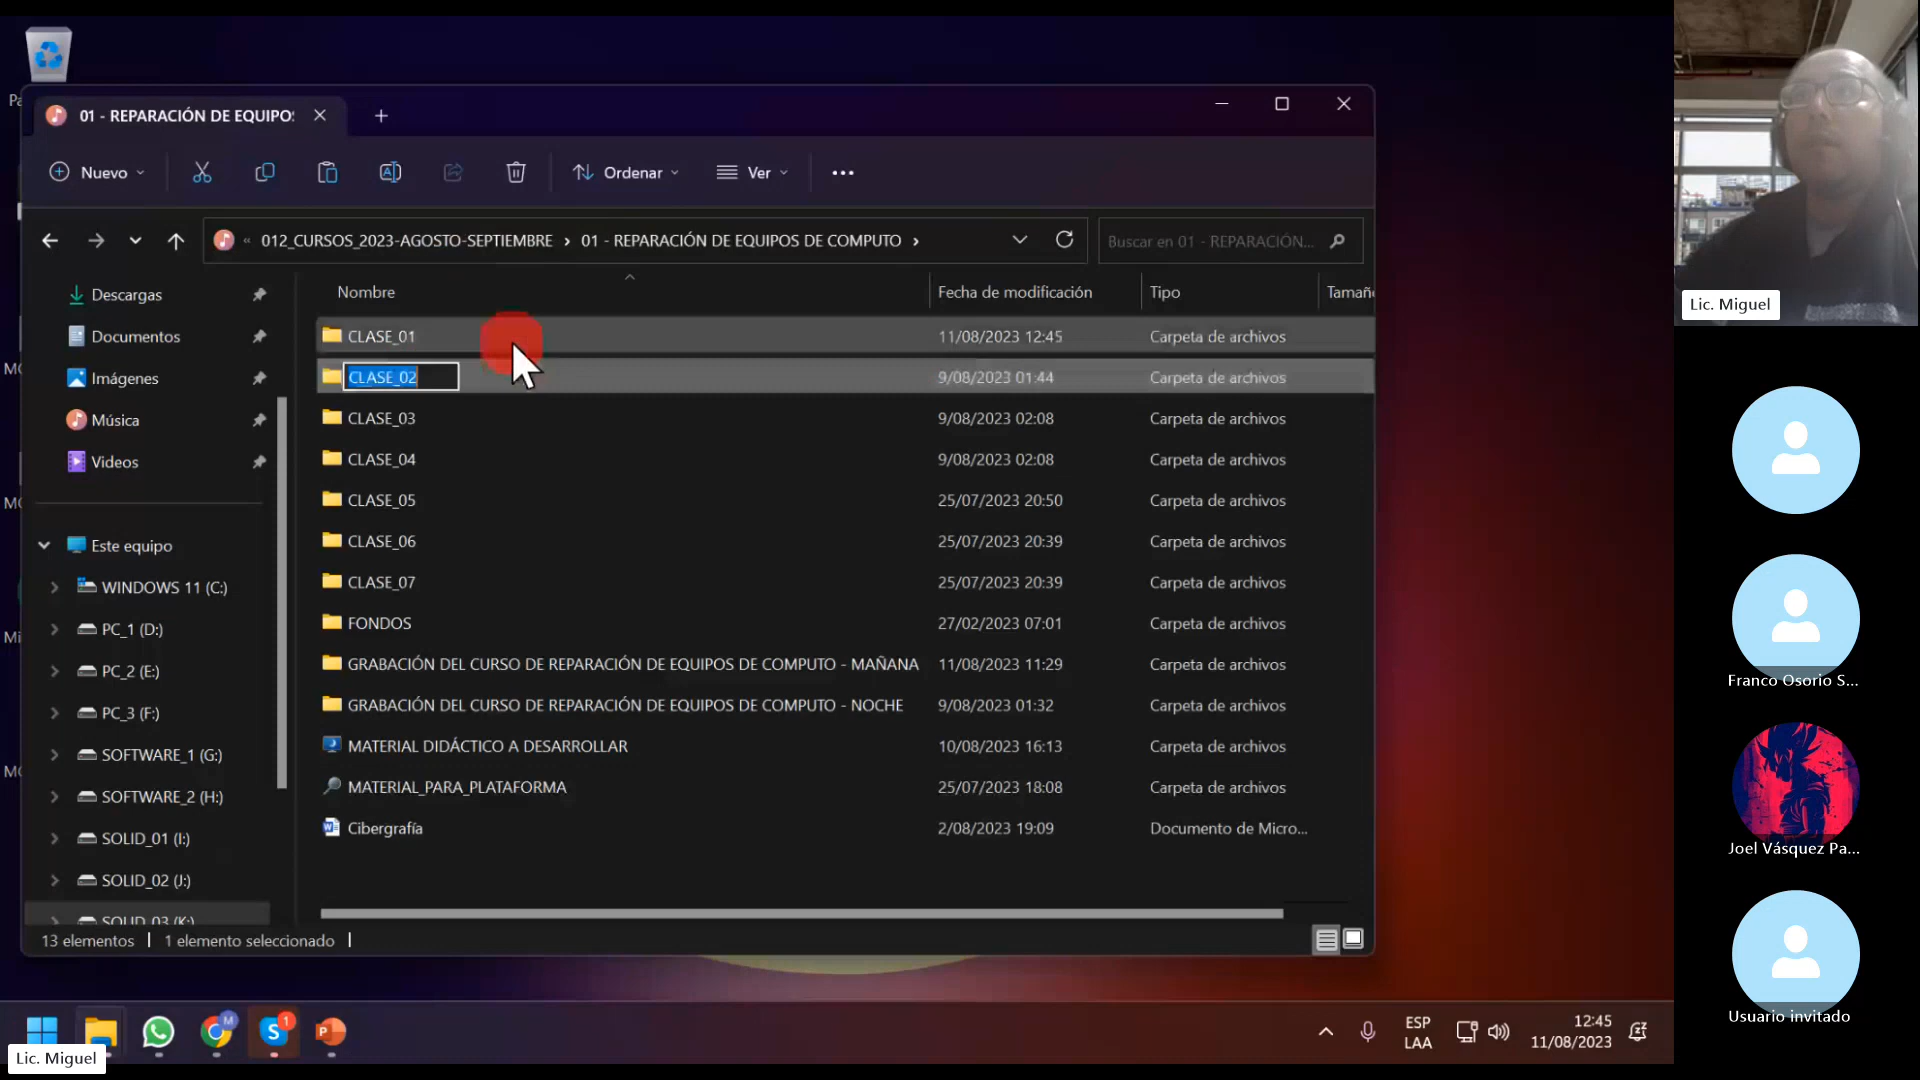 Pa
01 - REPARACIÓN DE EQUIPOS
Nuevo
Ordenar
Ver
« 012_CURSOS_2023-AGOSTO-SEPTIEMBRE › 01 - REPARACIÓN DE EQUIPOS DE COMPUTO ›
Buscar en 01 - REPARACIÓN...
Nombre Fecha de modificación Tipo Tamañ
CLASE_01 11/08/2023 12:45 Carpeta de archivos
CLASE_02 9/08/2023 01:44 Carpeta de archivos
CLASE_03 9/08/2023 02:08 Carpeta de archivos
CLASE_04 9/08/2023 02:08 Carpeta de archivos
CLASE_05 25/07/2023 20:50 Carpeta de archivos
CLASE_06 25/07/2023 20:39 Carpeta de archivos
CLASE_07 25/07/2023 20:39 Carpeta de archivos
FONDOS 27/02/2023 07:01 Carpeta de archivos
GRABACIÓN DEL CURSO DE REPARACIÓN DE EQUIPOS DE COMPUTO - MAÑANA 11/08/2023 11:29 Carpeta de archivos
GRABACIÓN DEL CURSO DE REPARACIÓN DE EQUIPOS DE COMPUTO - NOCHE 9/08/2023 01:32 Carpeta de archivos
MATERIAL DIDÁCTICO A DESARROLLAR 10/08/2023 16:13 Carpeta de archivos
MATERIAL_PARA_PLATAFORMA 25/07/2023 18:08 Carpeta de archivos
Cibergrafía 2/08/2023 19:09 Documento de Micro...
Descargas
Documentos
Imágenes
Música
Videos
Este equipo
WINDOWS 11 (C:)
PC_1 (D:)
PC_2 (E:)
PC_3 (F:)
SOFTWARE_1 (G:)
SOFTWARE_2 (H:)
SOLID_01 (I:)
SOLID_02 (J:)
SOLID_03 (K:)
MC
MC
Mi
MC
13 elementos
1 elemento seleccionado
M
S
1
P
ESP
LAA
12:45
11/08/2023
Lic. Miguel
Lic. Miguel
Franco Osorio S...
Joel Vásquez Pa...
Usuario invitado